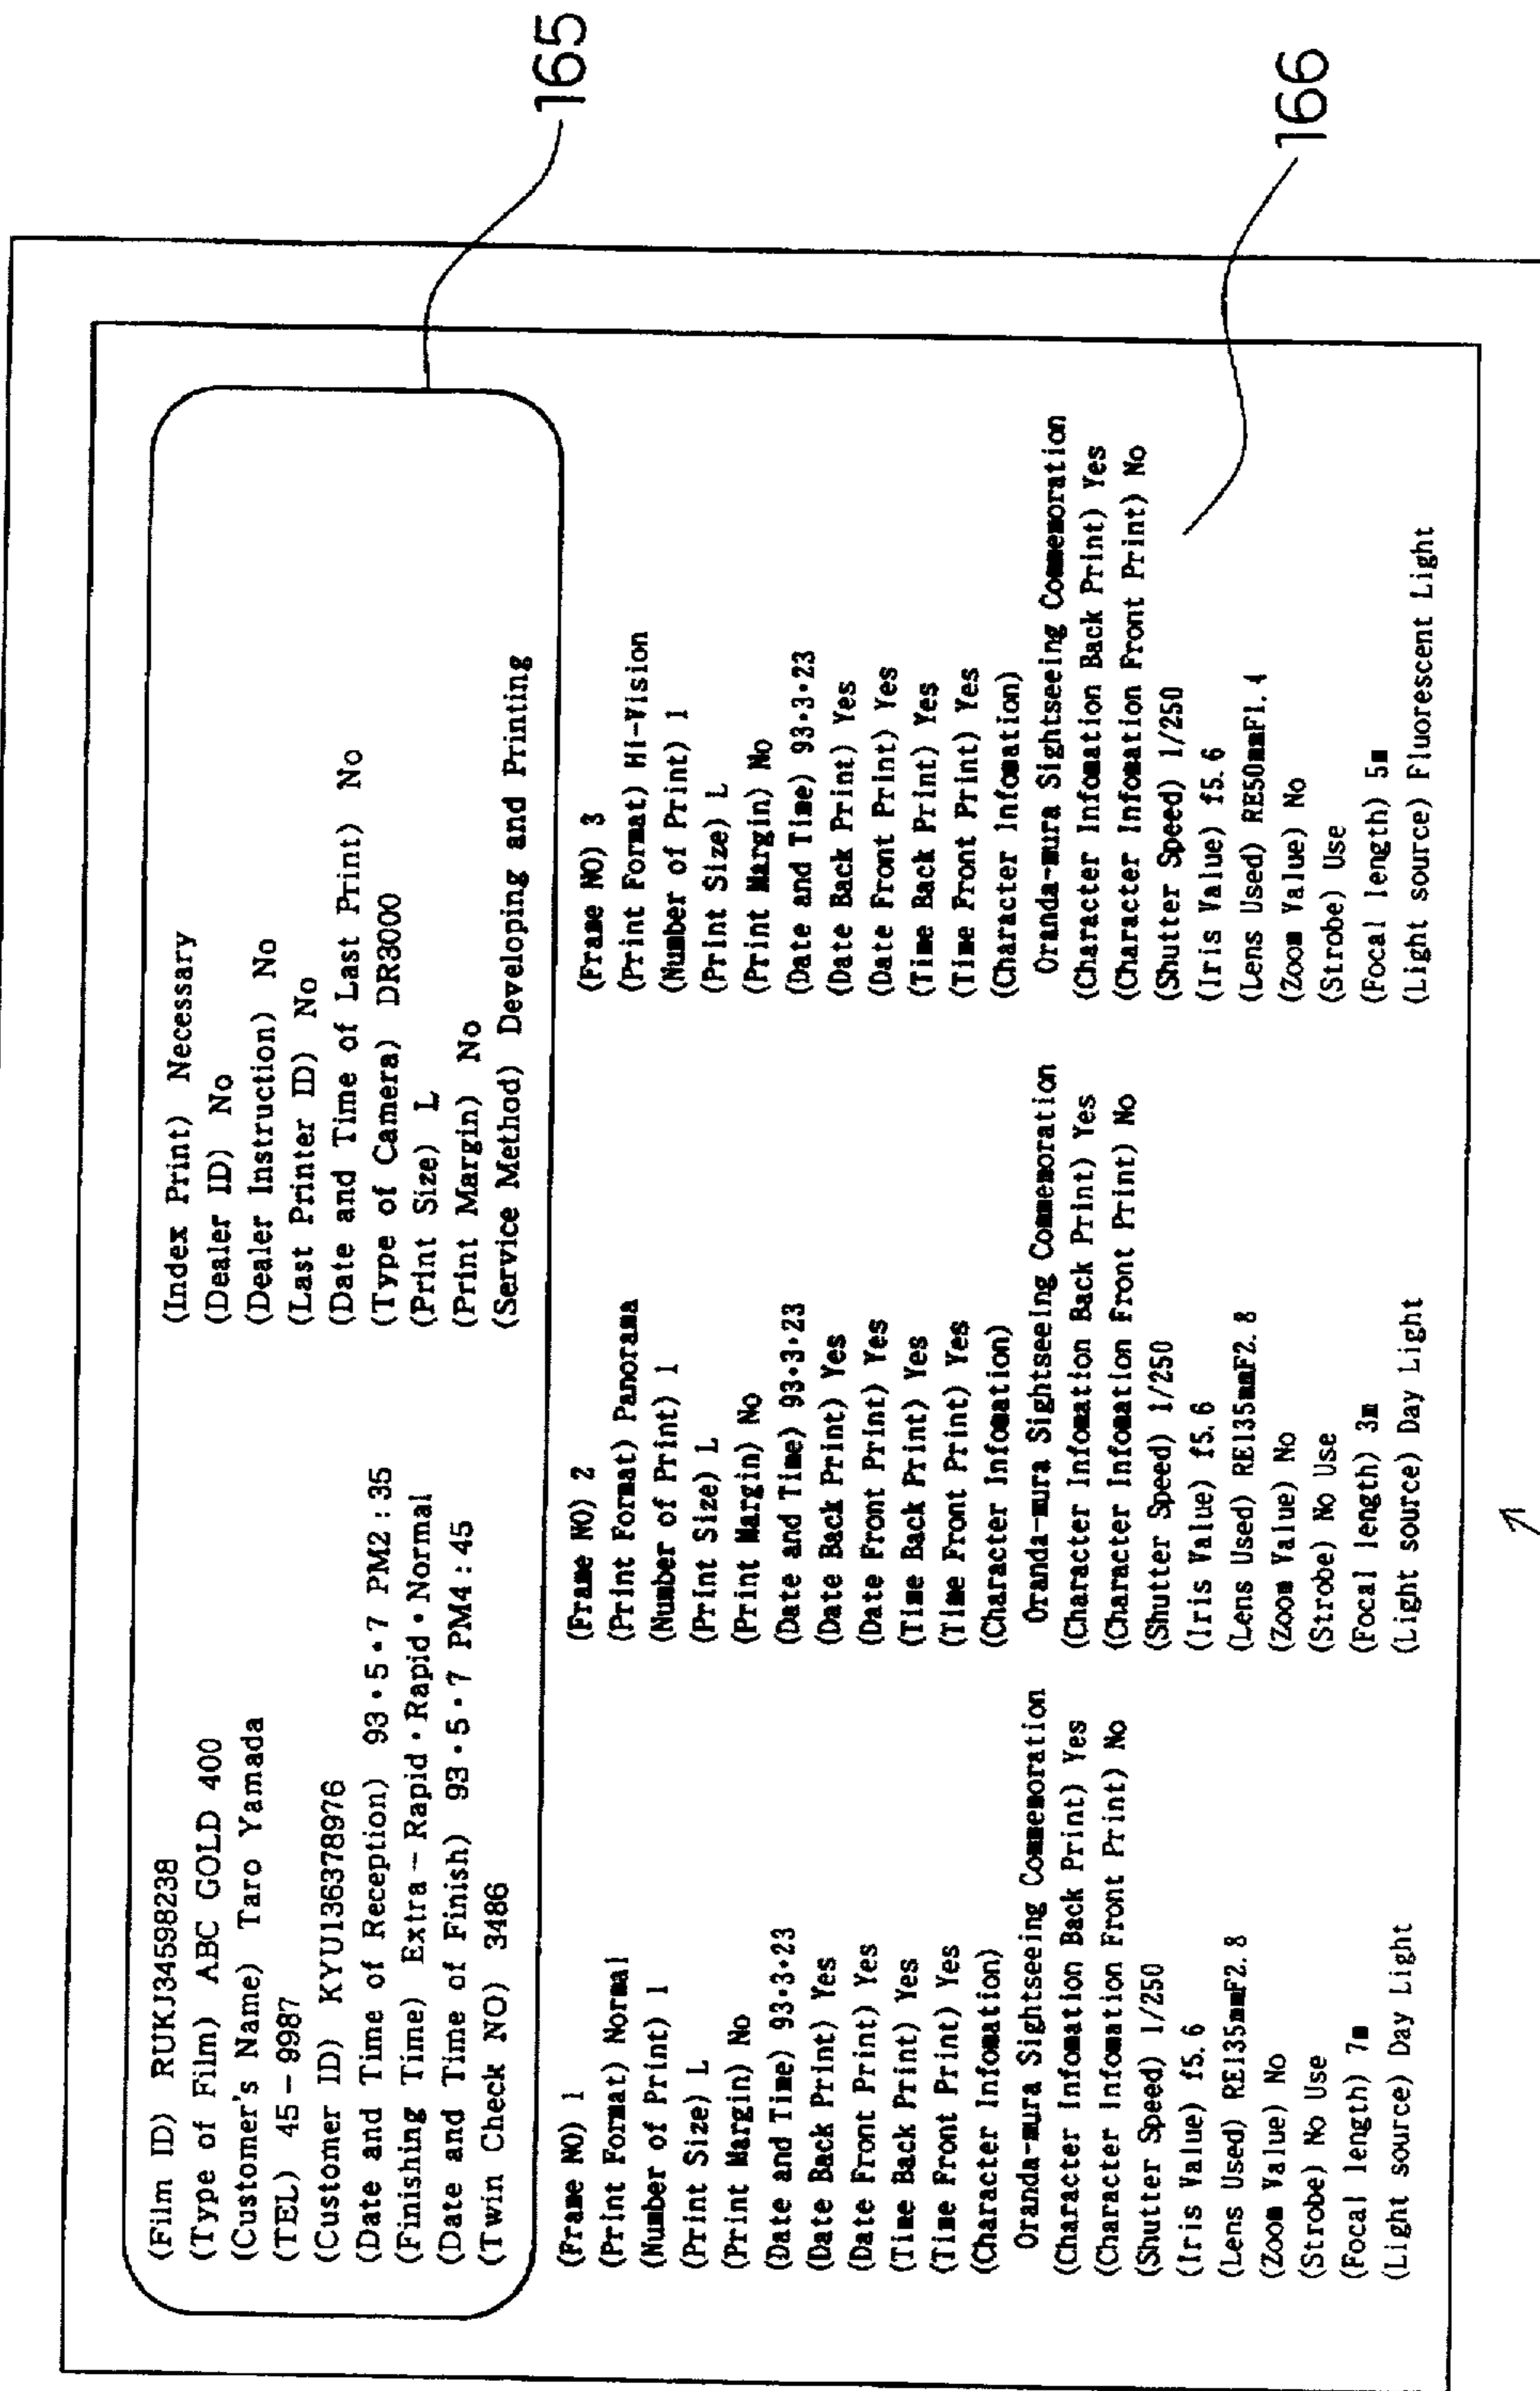 (Film ID) RUKJ34598238
(Type of Film) ABC GOLD 400
(Customer's Name) Taro Yamada
(TEL) 45-9987
(Customer ID) KYU136378976
(Date and Time of Reception) 93・5・7 PM2:35
(Finishing Time) Extra-Rapid・Rapid・Normal
(Date and Time of Finish) 93・5・7 PM4:45
(Twin Check NO) 3486
(Index Print) Necessary
(Dealer ID) No
(Dealer Instruction) No
(Last Printer ID) No
(Date and Time of Last Print) No
(Type of Camera) DR3000
(Print Size) L
(Print Margin) No
(Service Method) Developing and Printing
165
(Frame NO) 1
(Print Format) Normal
(Number of Print) 1
(Print Size) L
(Print Margin) No
(Date and Time) 93・3・23
(Date Back Print) Yes
(Date Front Print) Yes
(Time Back Print) Yes
(Time Front Print) Yes
(Character Infomation)
Oranda-mura Sightseeing Commemoration
(Character Infomation Back Print) Yes
(Character Infomation Front Print) No
(Shutter Speed) 1/250
(Iris Value) f5.6
(Lens Used) RE135mmF2.8
(Zoom Value) No
(Strobe) No Use
(Focal length) 7m
(Light source) Day Light
(Frame NO) 2
(Print Format) Panorama
(Number of Print) 1
(Print Size) L
(Print Margin) No
(Date and Time) 93・3・23
(Date Back Print) Yes
(Date Front Print) Yes
(Time Back Print) Yes
(Time Front Print) Yes
(Character Infomation)
Oranda-mura Sightseeing Commemoration
(Character Infomation Back Print) Yes
(Character Infomation Front Print) No
(Shutter Speed) 1/250
(Iris Value) f5.6
(Lens Used) RE135mmF2.8
(Zoom Value) No
(Strobe) No Use
(Focal length) 3m
(Light source) Day Light
(Frame NO) 3
(Print Format) Hi-Vision
(Number of Print) 1
(Print Size) L
(Print Margin) No
(Date and Time) 93・3・23
(Date Back Print) Yes
(Date Front Print) Yes
(Time Back Print) Yes
(Time Front Print) Yes
(Character Infomation)
Oranda-mura Sightseeing Commemoration
(Character Infomation Back Print) Yes
(Character Infomation Front Print) No
(Shutter Speed) 1/250
(Iris Value) f5.6
(Lens Used) RE50mmF1.4
(Zoom Value) No
(Strobe) Use
(Focal length) 5m
(Light source) Fluorescent Light
166